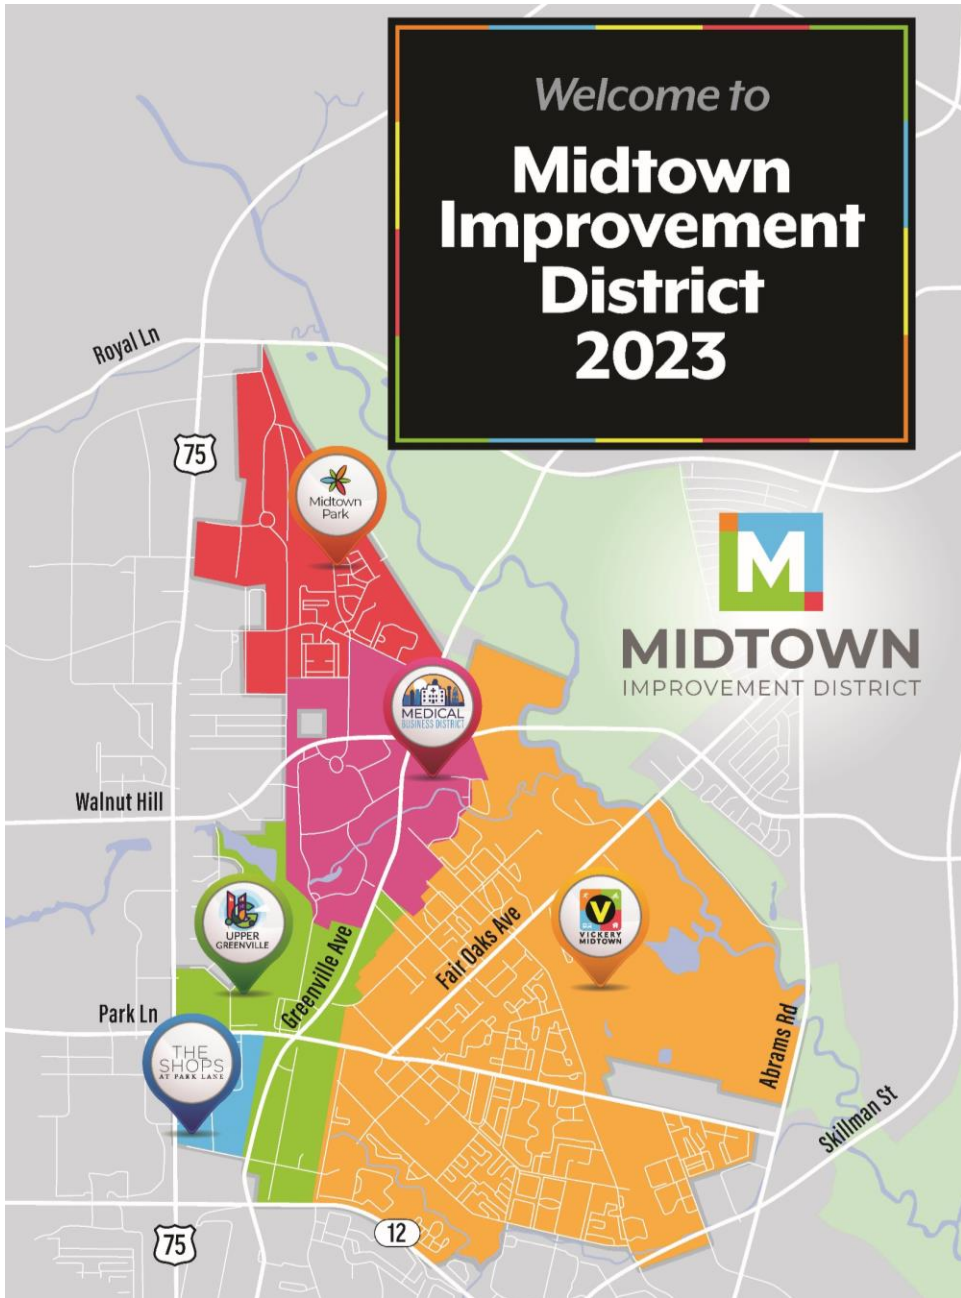 Welcome to
Midtown
Improvement
District
2023
Royal Ln
75
Midtown
Park
M
MIDTOWN
IMPROVEMENT DISTRICT
MEDICAL
BUSINESS DISTRICT
Walnut Hill
UPPER
GREENVILLE
V
VICKERY
MIDTOWN
Greenville Ave
Fair Oaks Ave
Park Ln
THE
SHOPS
AT PARK LANE
Abrams Rd
Skillman St
75
12